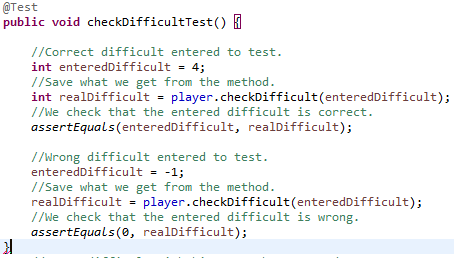 @Test
public void checkDifficultTest() {
//Correct difficult entered to test.
int enteredDifficult = 4;
//Save what we get from the method.
int realDifficult = player.checkDifficult(enteredDifficult);
//We check that the entered difficult is correct.
assertEquals(enteredDifficult, realDifficult);
//Wrong difficult entered to test.
enteredDifficult = -1;
//Save what we get from the method.
realDifficult = player.checkDifficult(enteredDifficult);
//We check that the entered difficult is wrong.
assertEquals(0, realDifficult);
}